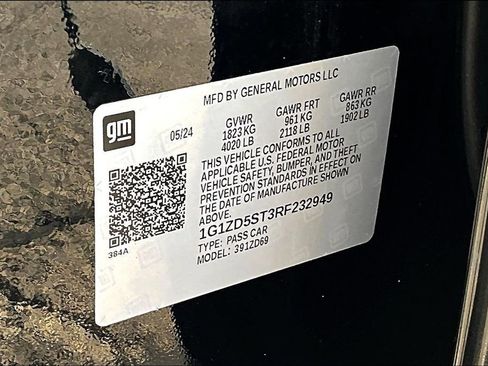 MFD BY GENERAL MOTORS LLC
gm
05/24
GVWR GAWR FRT GAWR RR
1823 KG 961 KG 863 KG
4020 LB 2118 LB 1902 LB
THIS VEHICLE CONFORMS TO ALL
APPLICABLE U.S. FEDERAL MOTOR
VEHICLE SAFETY, BUMPER, AND THEFT
PREVENTION STANDARDS IN EFFECT ON
THE DATE OF MANUFACTURE SHOWN
ABOVE.
1G1ZD5ST3RF232949
TYPE: PASS CAR
MODEL: 391ZD69
384A